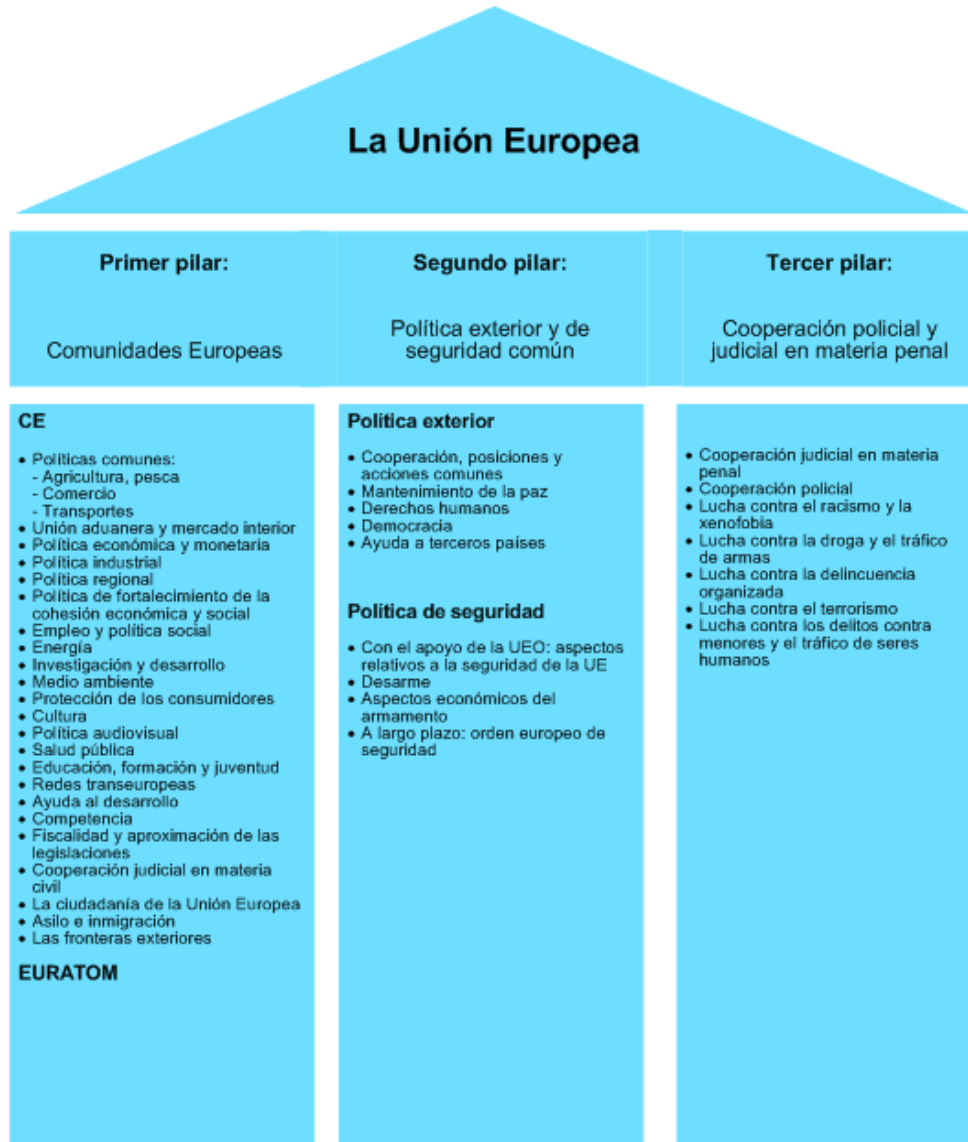 La Unión Europea
Primer pilar:
Comunidades Europeas
Segundo pilar:
Política exterior y de
seguridad común
Tercer pilar:
Cooperación policial y
judicial en materia penal
CE
• Políticas comunes:
- Agricultura, pesca
- Comercio
- Transportes
• Unión aduanera y mercado interior
• Política económica y monetaria
• Política industrial
• Política regional
• Política de fortalecimiento de la
cohesión económica y social
• Empleo y política social
• Energía
• Investigación y desarrollo
• Medio ambiente
• Protección de los consumidores
• Cultura
• Política audiovisual
• Salud pública
• Educación, formación y juventud
• Redes transeuropeas
• Ayuda al desarrollo
• Competencia
• Fiscalidad y aproximación de las
legislaciones
• Cooperación judicial en materia
civil
• La ciudadanía de la Unión Europea
• Asilo e inmigración
• Las fronteras exteriores
EURATOM
Política exterior
• Cooperación, posiciones y
acciones comunes
• Mantenimiento de la paz
• Derechos humanos
• Democracia
• Ayuda a terceros países
Política de seguridad
• Con el apoyo de la UEO: aspectos
relativos a la seguridad de la UE
• Desarme
• Aspectos económicos del
armamento
• A largo plazo: orden europeo de
seguridad
• Cooperación judicial en materia
penal
• Cooperación policial
• Lucha contra el racismo y la
xenofobia
• Lucha contra la droga y el tráfico
de armas
• Lucha contra la delincuencia
organizada
• Lucha contra el terrorismo
• Lucha contra los delitos contra
menores y el tráfico de seres
humanos